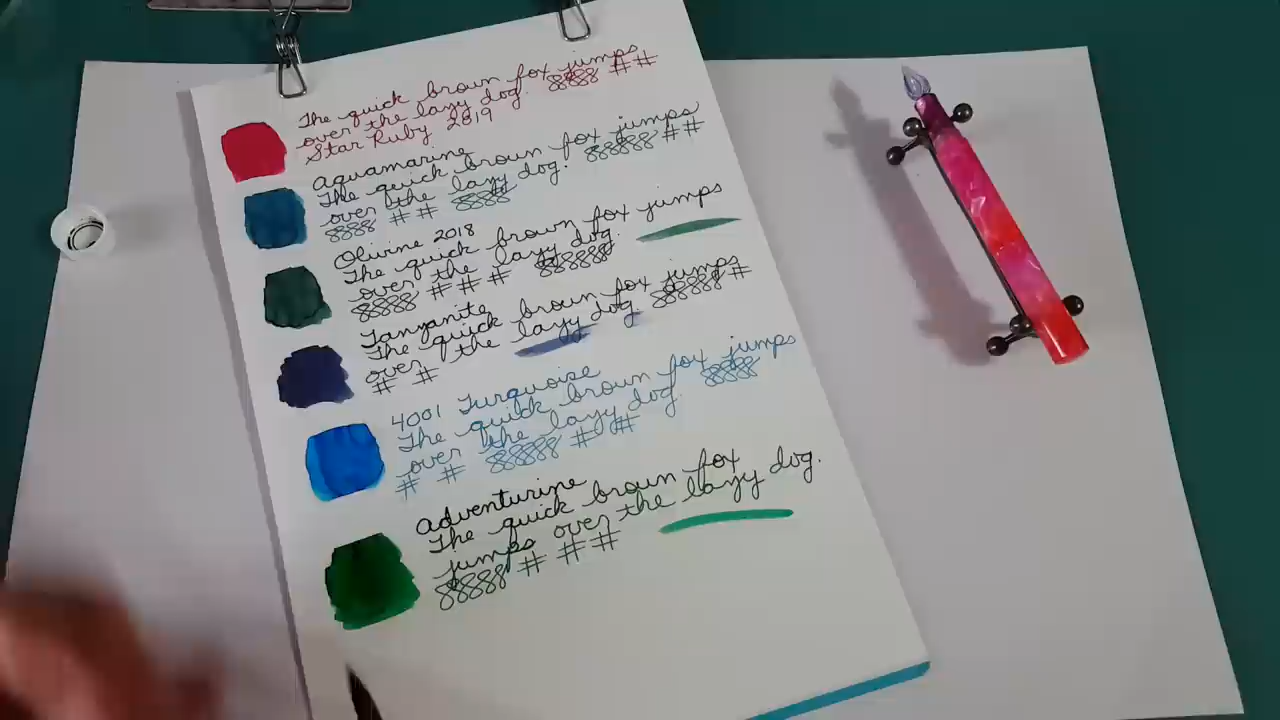 The quick brown fox jumps
over the lazy dog. 8888 # #
Star Ruby 2019
Aquamarine
The quick brown fox jumps
over the lazy dog. 888888 # #
8888 # # 8888
Olivine 2018
The quick brown fox jumps
over the lazy dog.
8888 # # # 88888
Tanzanite
The quick brown fox jumps
over the lazy dog 88888 #
# #
4001 Turquoise
The quick brown fox jumps
over the lazy dog. 8888
# # 88888 # #
Adventurine
The quick brown fox
jumps over the lazy dog.
8888 # # #